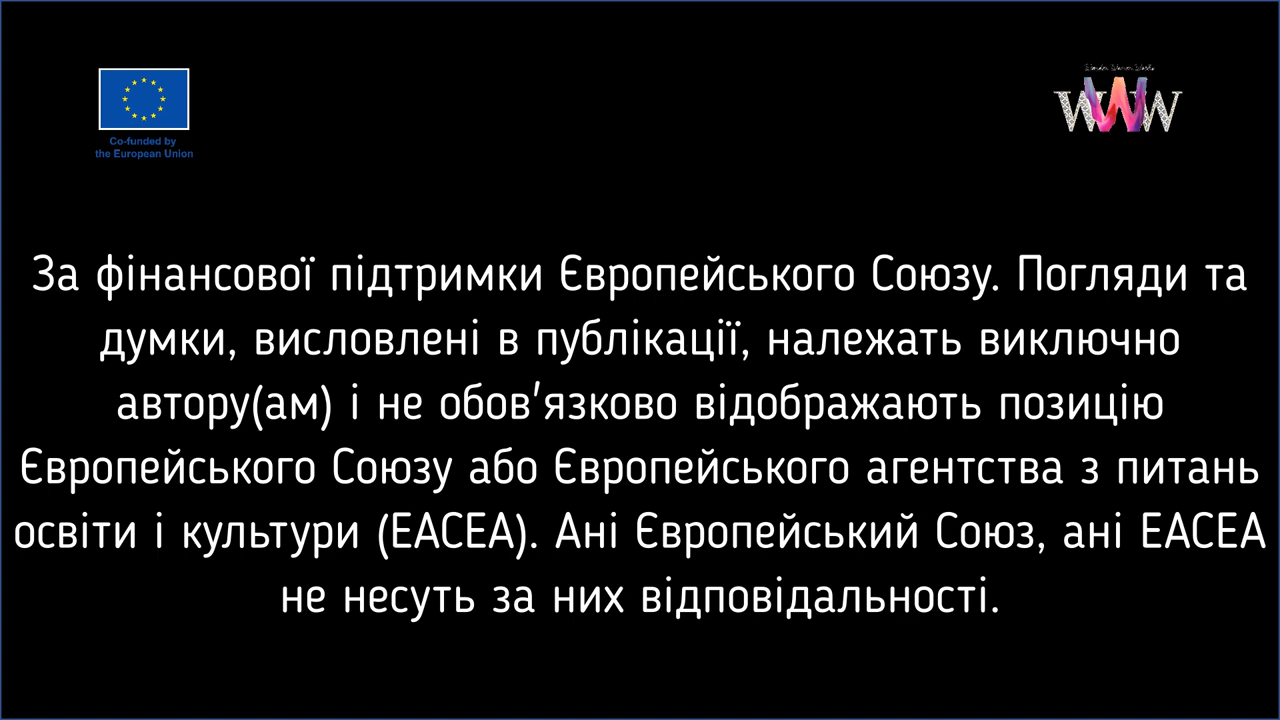 Co-funded by
the European Union
WWW
За фінансової підтримки Європейського Союзу. Погляди та
думки, висловлені в публікації, належать виключно
автору(ам) і не обов'язково відображають позицію
Європейського Союзу або Європейського агентства з питань
освіти і культури (EACEA). Ані Європейський Союз, ані EACEA
не несуть за них відповідальності.